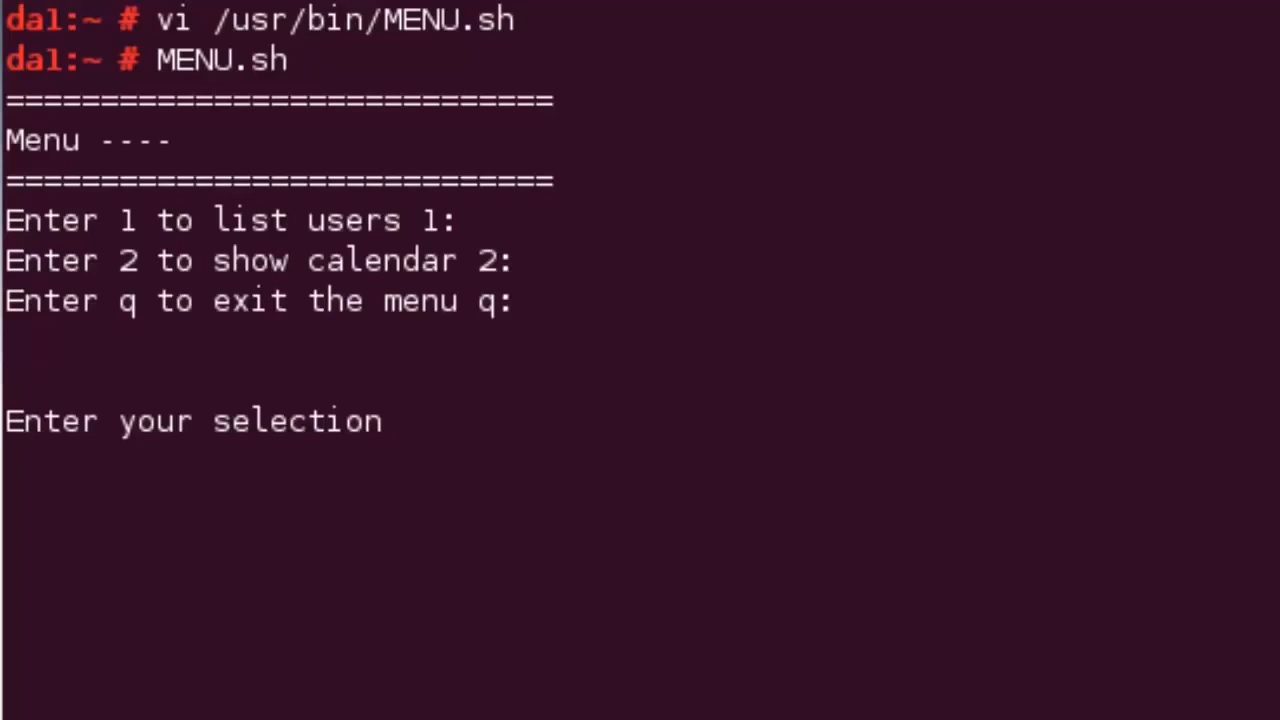 da1:~ # vi /usr/bin/MENU.sh
da1:~ # MENU.sh
=============================
Menu ----
=============================
Enter 1 to list users 1:
Enter 2 to show calendar 2:
Enter q to exit the menu q:
Enter your selection